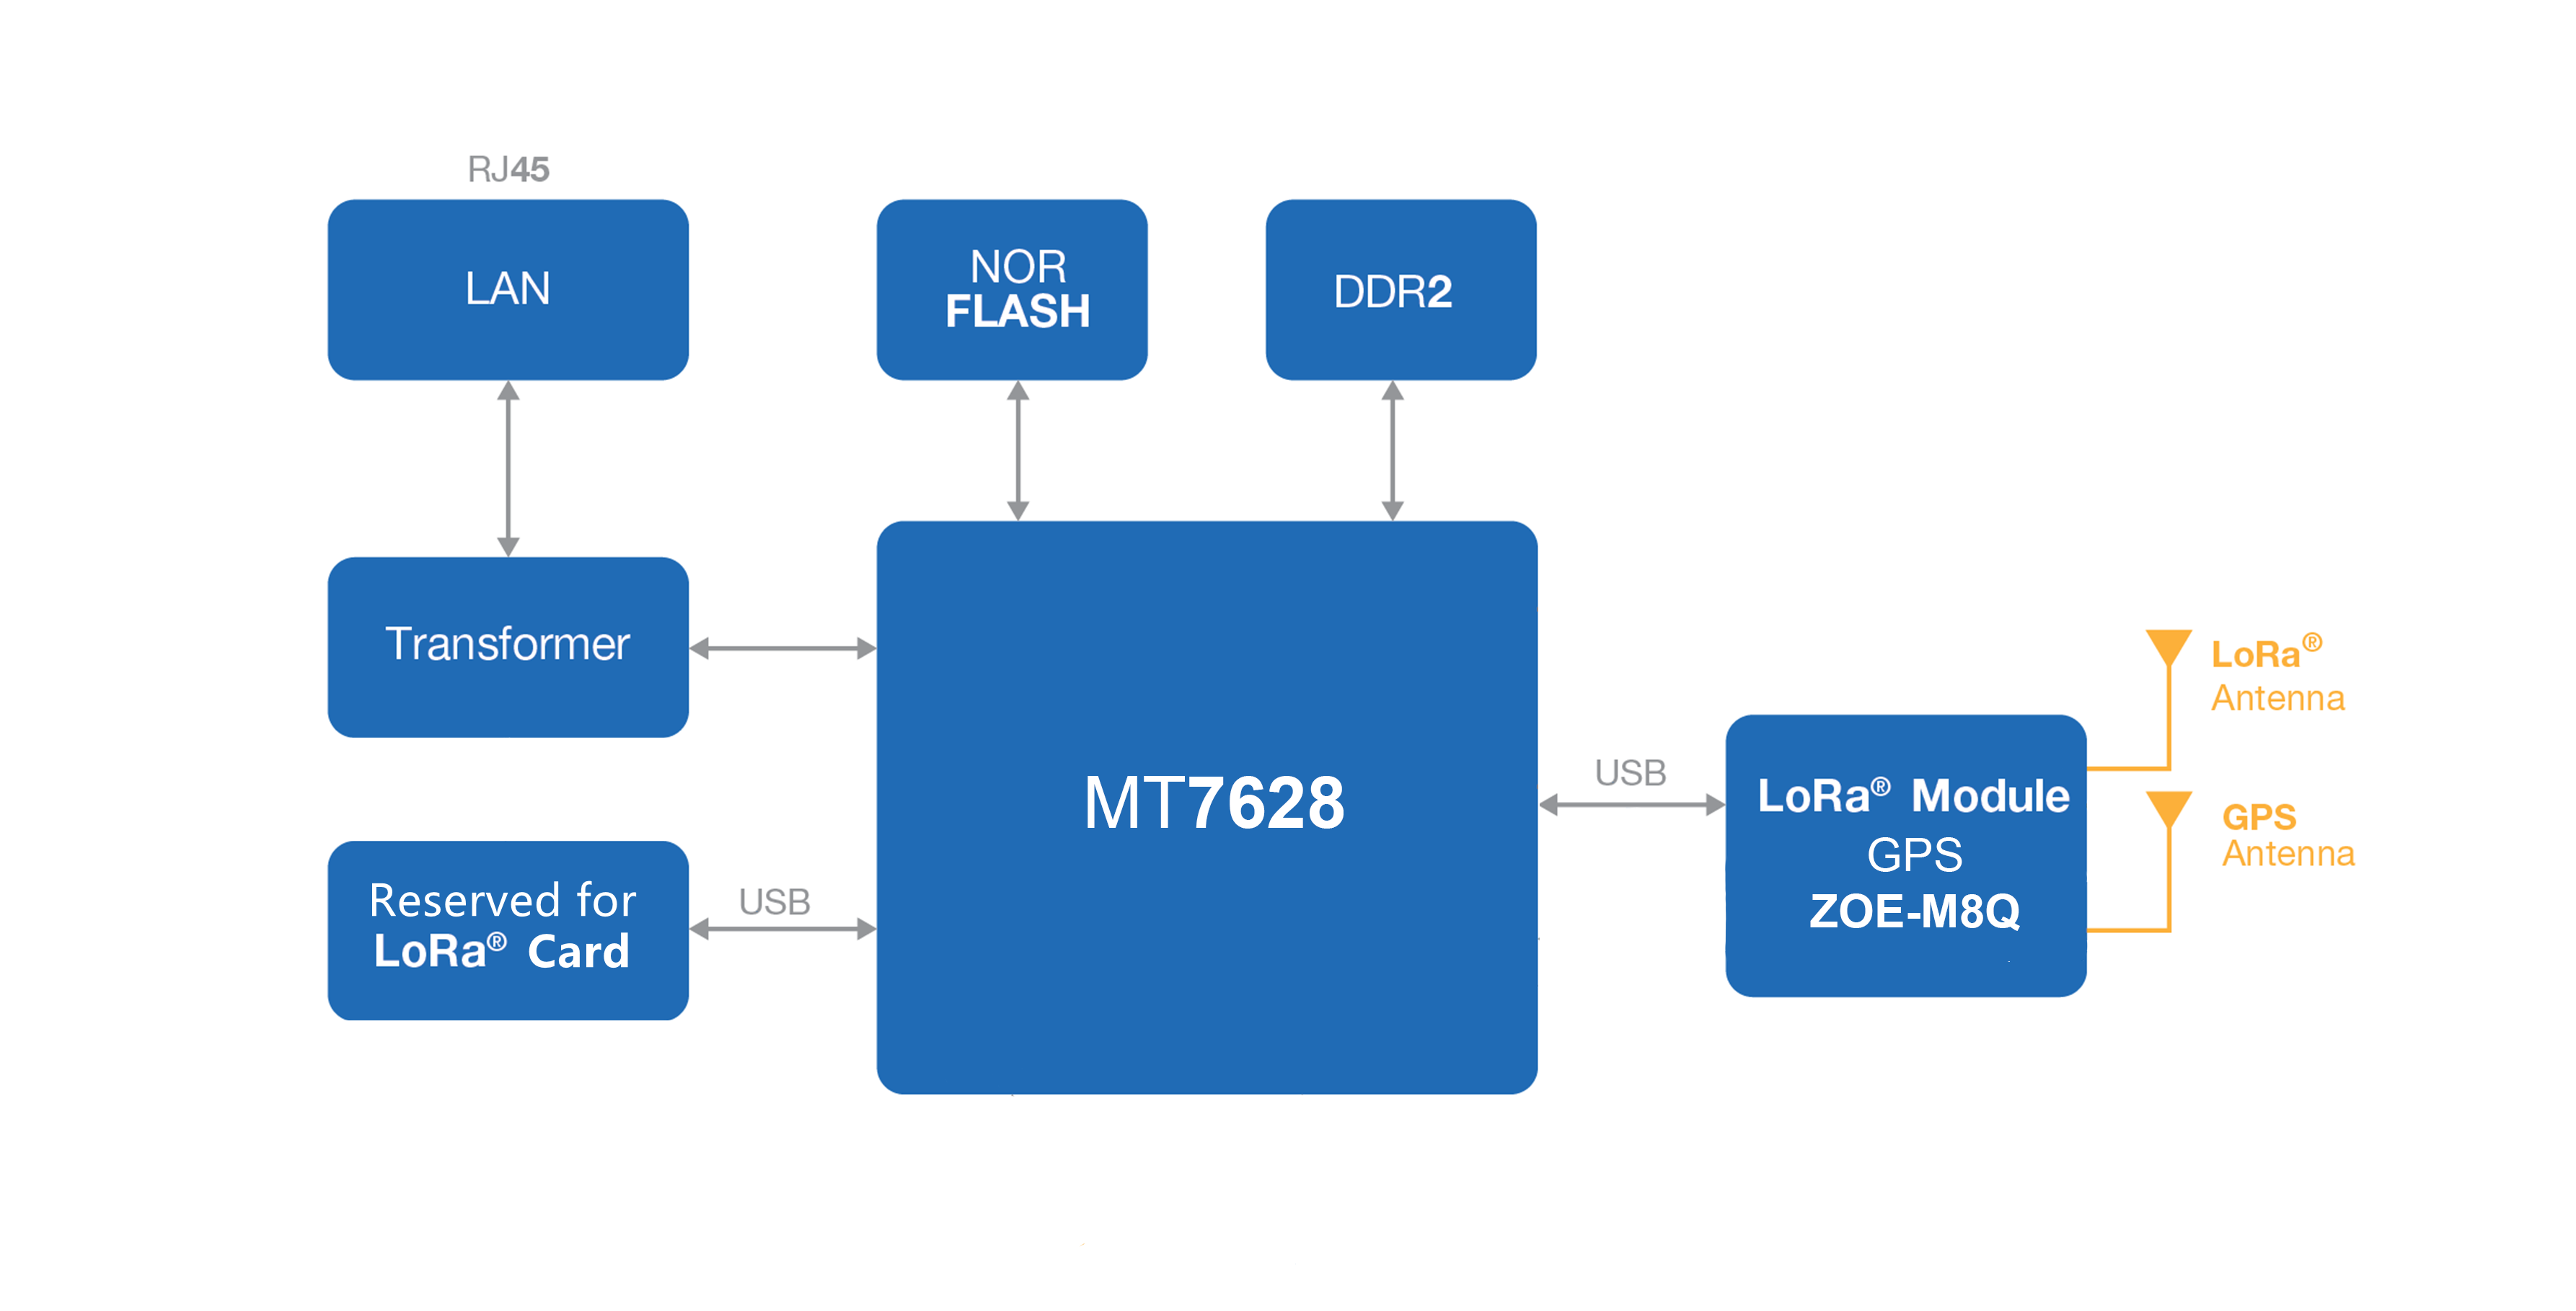 RJ45
LAN
NOR
FLASH
DDR2
Transformer
MT7628
Reserved for
LoRa® Card
USB
USB
LoRa® Module
GPS
ZOE-M8Q
LoRa®
Antenna
GPS
Antenna